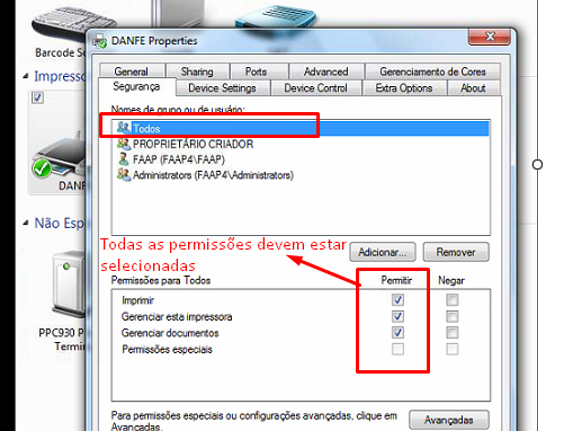 Barcode S
DANFE Properties
Impress
General Sharing Ports Advanced Gerenciamento de Cores
Segurança Device Settings Device Control Extra Options About
Nomes de grupo ou de usuário:
Todos
PROPRIETÁRIO CRIADOR
FAAP (FAAP4\FAAP)
Administrators (FAAP4\Administrators)
DANF
Não Esp
Todas as permissões devem estar
selecionadas
Adicionar... Remover
Permissões para Todos Permitir Negar
Imprimir
Gerenciar esta impressora
Gerenciar documentos
Permissões especiais
PPC930 P
Termi
Para permissões especiais ou configurações avançadas, clique em
Avançadas.
Avançadas